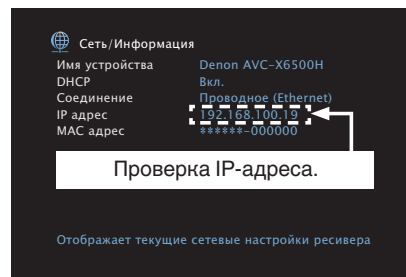 Сеть/Информация
Имя устройства Denon AVC-X6500H
DHCP Вкл.
Соединение Проводное (Ethernet)
IP адрес 192.168.100.19
MAC адрес ******-000000
Проверка IP-адреса.
Отображает текущие сетевые настройки ресивера